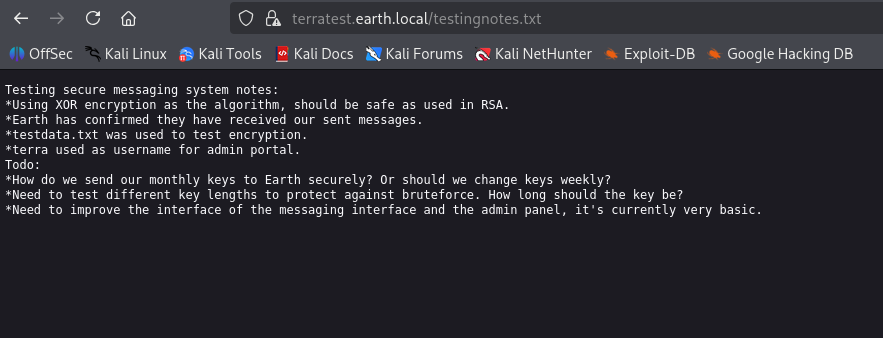 terratest.earth.local/testingnotes.txt
OffSec Kali Linux Kali Tools Kali Docs Kali Forums Kali NetHunter Exploit-DB Google Hacking DB
Testing secure messaging system notes:
*Using XOR encryption as the algorithm, should be safe as used in RSA.
*Earth has confirmed they have received our sent messages.
*testdata.txt was used to test encryption.
*terra used as username for admin portal.
Todo:
*How do we send our monthly keys to Earth securely? Or should we change keys weekly?
*Need to test different key lengths to protect against bruteforce. How long should the key be?
*Need to improve the interface of the messaging interface and the admin panel, it's currently very basic.